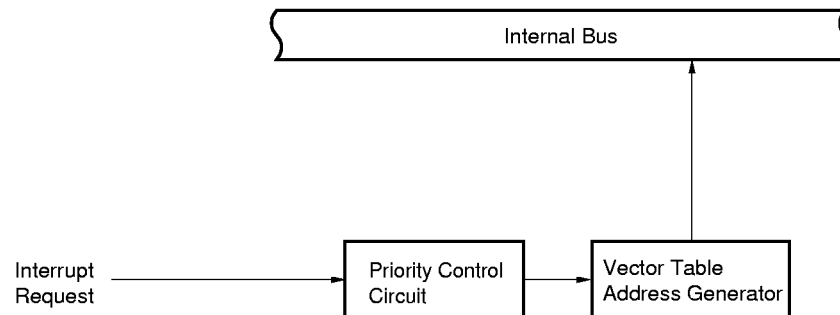 Internal Bus
Interrupt
Request
Priority Control
Circuit
Vector Table
Address Generator